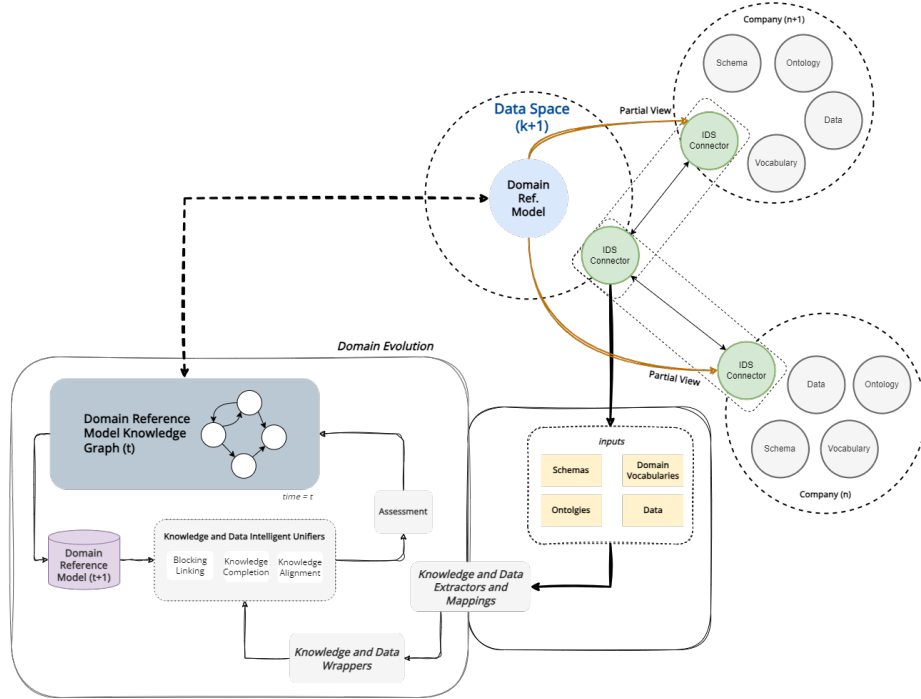 Company (n+1)
Schema
Ontology
Data
Vocabulary
IDS
Connector
Partial View
Data Space
(k+1)
Domain
Ref.
Model
IDS
Connector
IDS
Connector
Partial View
Data
Ontology
Schema
Vocabulary
Company (n)
Domain Evolution
Domain Reference
Model Knowledge
Graph (t)
time = t
Assessment
Domain
Reference
Model (t+1)
Knowledge and Data Intelligent Unifiers
Blocking
Linking
Knowledge
Completion
Knowledge
Alignment
inputs
Schemas
Domain
Vocabularies
Ontolgies
Data
Knowledge and Data
Extractors and
Mappings
Knowledge and Data
Wrappers